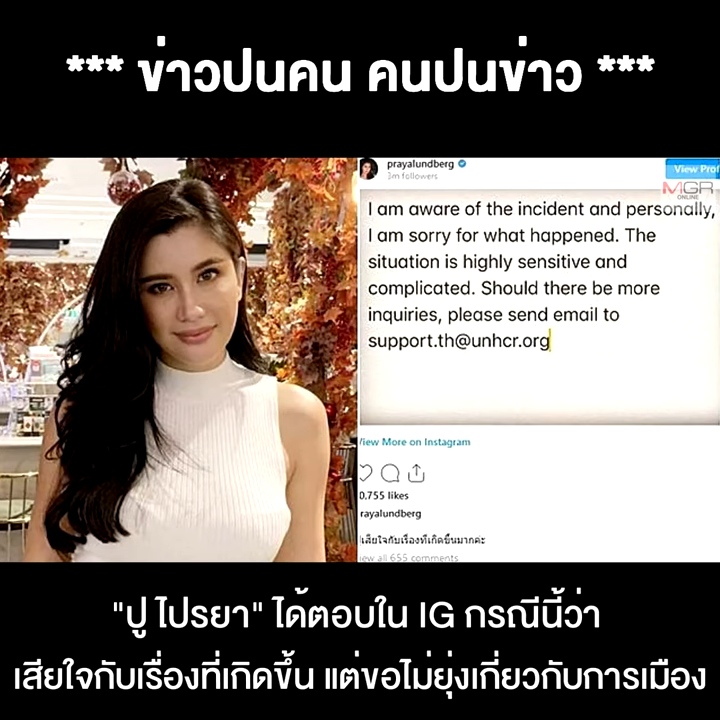 *** ข่าวปนคน คนปนข่าว ***
prayalundberg
3m followers
View Prof
MGR
ONLINE
I am aware of the incident and personally,
I am sorry for what happened. The
situation is highly sensitive and
complicated. Should there be more
inquiries, please send email to
support.th@unhcr.org
View More on Instagram
0,755 likes
rayalundberg
เสียใจกับเรื่องที่เกิดขึ้นมากค่ะ
iew all 655 comments
"ปู ไปรยา" ได้ตอบใน IG กรณีนี้ว่า
เสียใจกับเรื่องที่เกิดขึ้น แต่ขอไม่ยุ่งเกี่ยวกับการเมือง